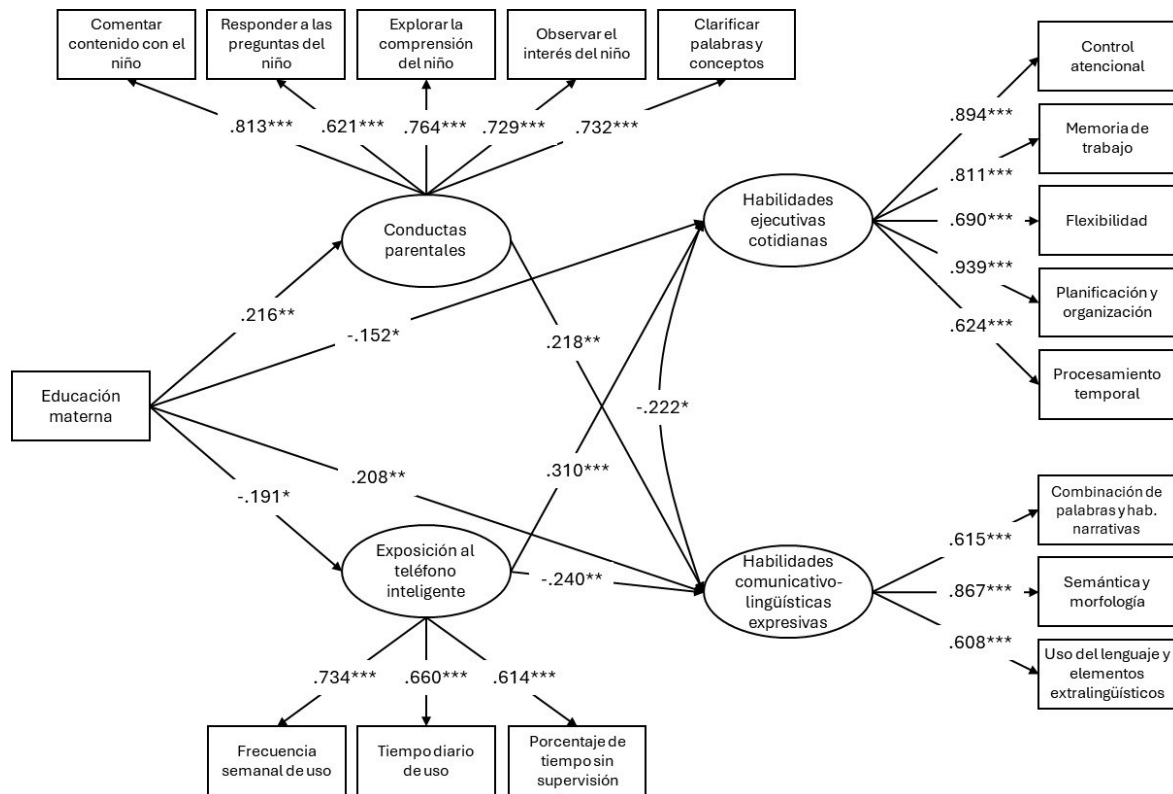 Comentar
contenido con el
niño
Responder a las
preguntas del
niño
Explorar la
comprensión
del niño
Observar el
interés del niño
Clarificar
palabras y
conceptos
.813***
.621***
.764***
.729***
.732***
Conductas
parentales
Habilidades
ejecutivas
cotidianas
Control
atencional
Memoria de
trabajo
Flexibilidad
Planificación y
organización
Procesamiento
temporal
.894***
.811***
.690***
.939***
.624***
.216**
-.152*
.218**
-.222*
Educación
materna
.208**
.310***
-.191*
-.240**
Exposición al
teléfono
inteligente
Habilidades
comunicativo-
lingüísticas
expresivas
Combinación de
palabras y hab.
narrativas
Semántica y
morfología
Uso del lenguaje y
elementos
extralingüísticos
.615***
.867***
.608***
.734***
.660***
.614***
Frecuencia
semanal de uso
Tiempo diario
de uso
Porcentaje de
tiempo sin
supervisión